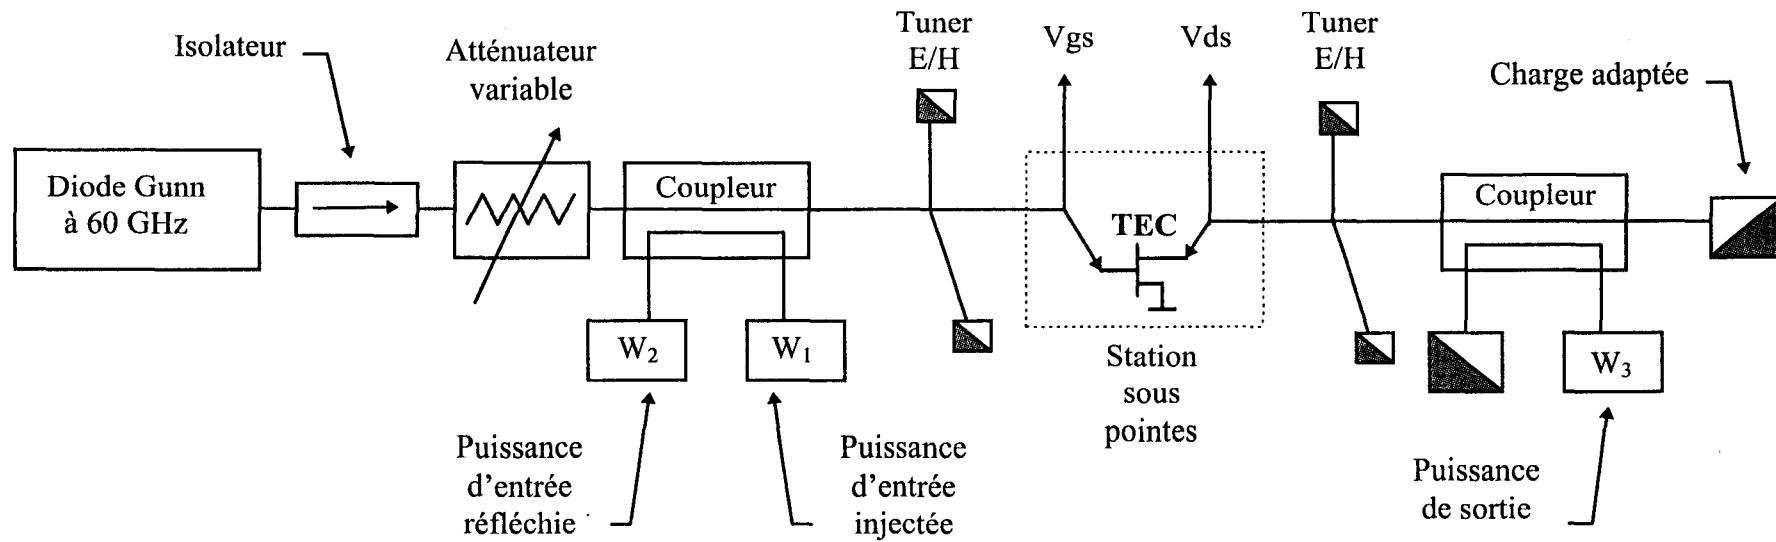 Isolateur
Atténuateur
variable
Tuner
E/H
Vgs
Vds
Tuner
E/H
Charge adaptée
Diode Gunn
à 60 GHz
Coupleur
TEC
Coupleur
W₂
W₁
Station
sous
pointes
W₃
Puissance
d'entrée
réfléchie
Puissance
d'entrée
injectée
Puissance
de sortie